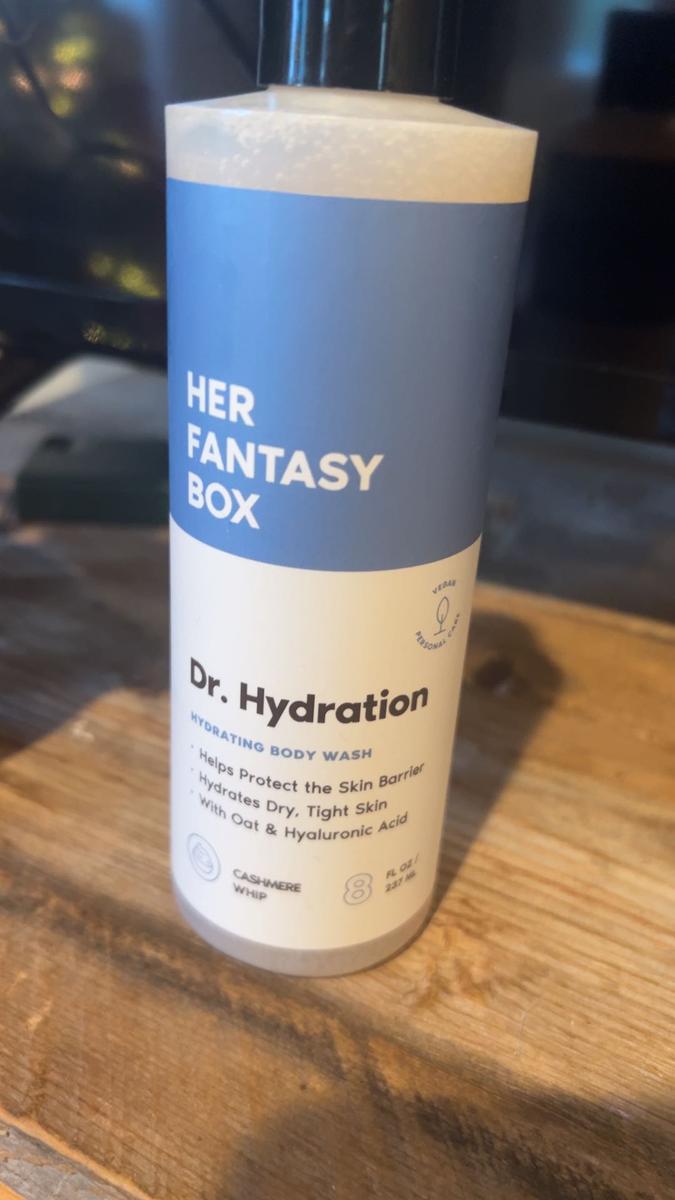 HER
FANTASY
BOX
VEGAN
PERSONAL CARE
Dr. Hydration
HYDRATING BODY WASH
· Helps Protect the Skin Barrier
· Hydrates Dry, Tight Skin
· With Oat & Hyaluronic Acid
CASHMERE
WHIP
8 FL OZ /
237 ML